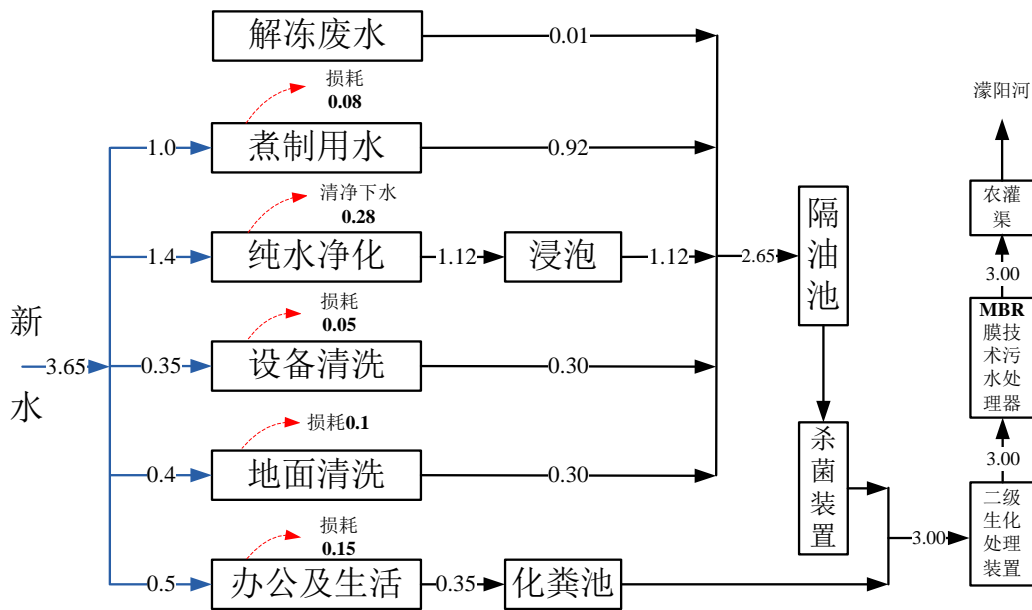 解冻废水
0.01
损耗
0.08
1.0
煮制用水
0.92
清净下水
0.28
1.4
纯水净化
1.12
浸泡
1.12
2.65
隔
油
池
新
水
3.65
损耗
0.05
0.35
设备清洗
0.30
损耗0.1
0.4
地面清洗
0.30
杀
菌
装
置
损耗
0.15
0.5
办公及生活
0.35
化粪池
3.00
二级
生化
处理
装置
3.00
MBR
膜技
术污
水处
理器
3.00
农灌
渠
濛阳河